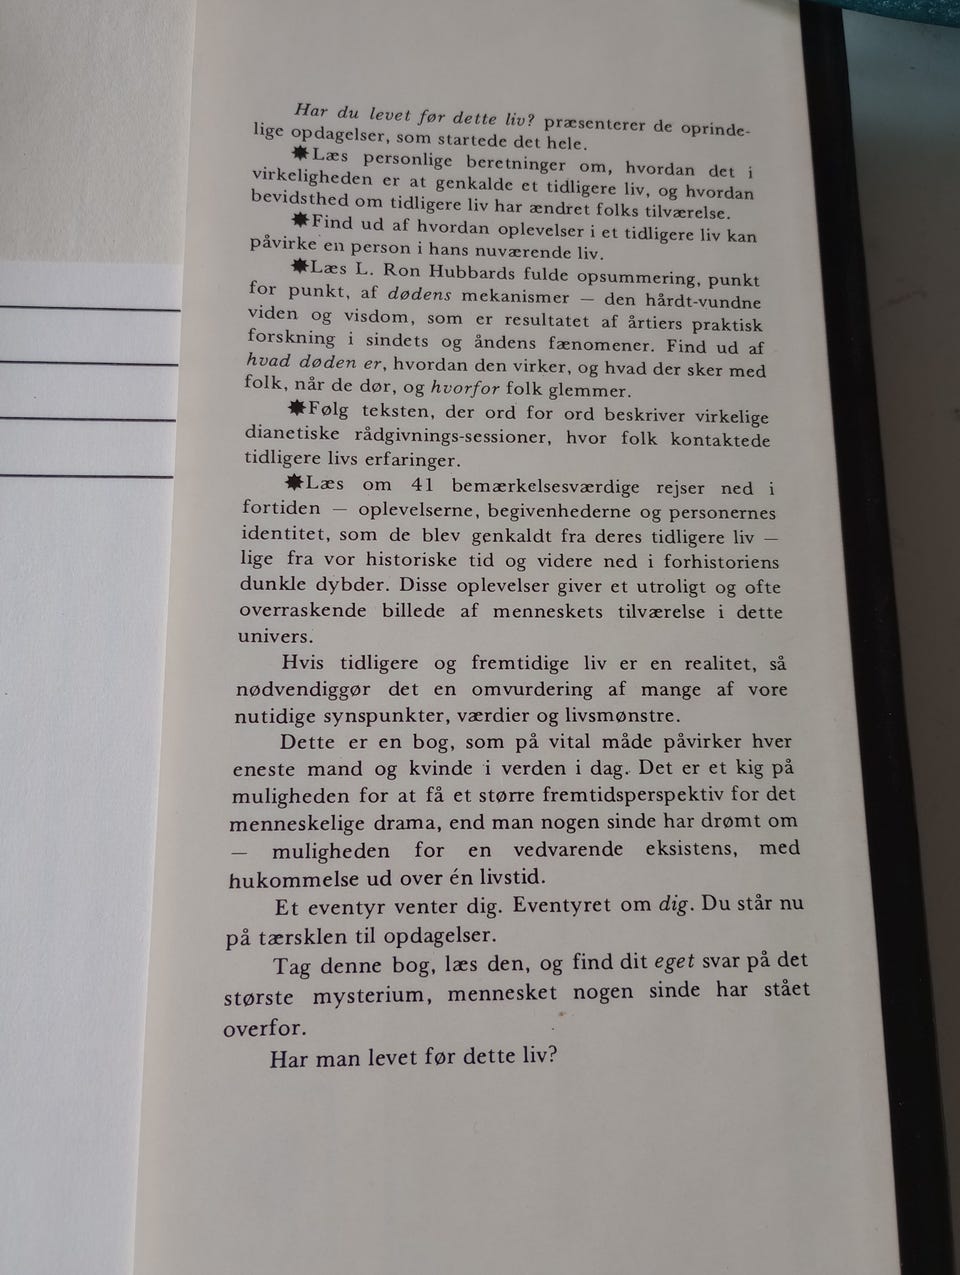 Har du levet før dette liv? præsenterer de oprinde-
lige opdagelser, som startede det hele.
✸Læs personlige beretninger om, hvordan det i
virkeligheden er at genkalde et tidligere liv, og hvordan
bevidsthed om tidligere liv har ændret folks tilværelse.
✸Find ud af hvordan oplevelser i et tidligere liv kan
påvirke en person i hans nuværende liv.
✸Læs L. Ron Hubbards fulde opsummering, punkt
for punkt, af dødens mekanismer — den hårdt-vundne
viden og visdom, som er resultatet af årtiers praktisk
forskning i sindets og åndens fænomener. Find ud af
hvad døden er, hvordan den virker, og hvad der sker med
folk, når de dør, og hvorfor folk glemmer.
✸Følg teksten, der ord for ord beskriver virkelige
dianetiske rådgivnings-sessioner, hvor folk kontaktede
tidligere livs erfaringer.
✸Læs om 41 bemærkelsesværdige rejser ned i
fortiden — oplevelserne, begivenhederne og personernes
identitet, som de blev genkaldt fra deres tidligere liv —
lige fra vor historiske tid og videre ned i forhistoriens
dunkle dybder. Disse oplevelser giver et utroligt og ofte
overraskende billede af menneskets tilværelse i dette
univers.
Hvis tidligere og fremtidige liv er en realitet, så
nødvendiggør det en omvurdering af mange af vore
nutidige synspunkter, værdier og livsmønstre.
Dette er en bog, som på vital måde påvirker hver
eneste mand og kvinde i verden i dag. Det er et kig på
muligheden for at få et større fremtidsperspektiv for det
menneskelige drama, end man nogen sinde har drømt om
— muligheden for en vedvarende eksistens, med
hukommelse ud over én livstid.
Et eventyr venter dig. Eventyret om dig. Du står nu
på tærsklen til opdagelser.
Tag denne bog, læs den, og find dit eget svar på det
største mysterium, mennesket nogen sinde har stået
overfor.
Har man levet før dette liv?